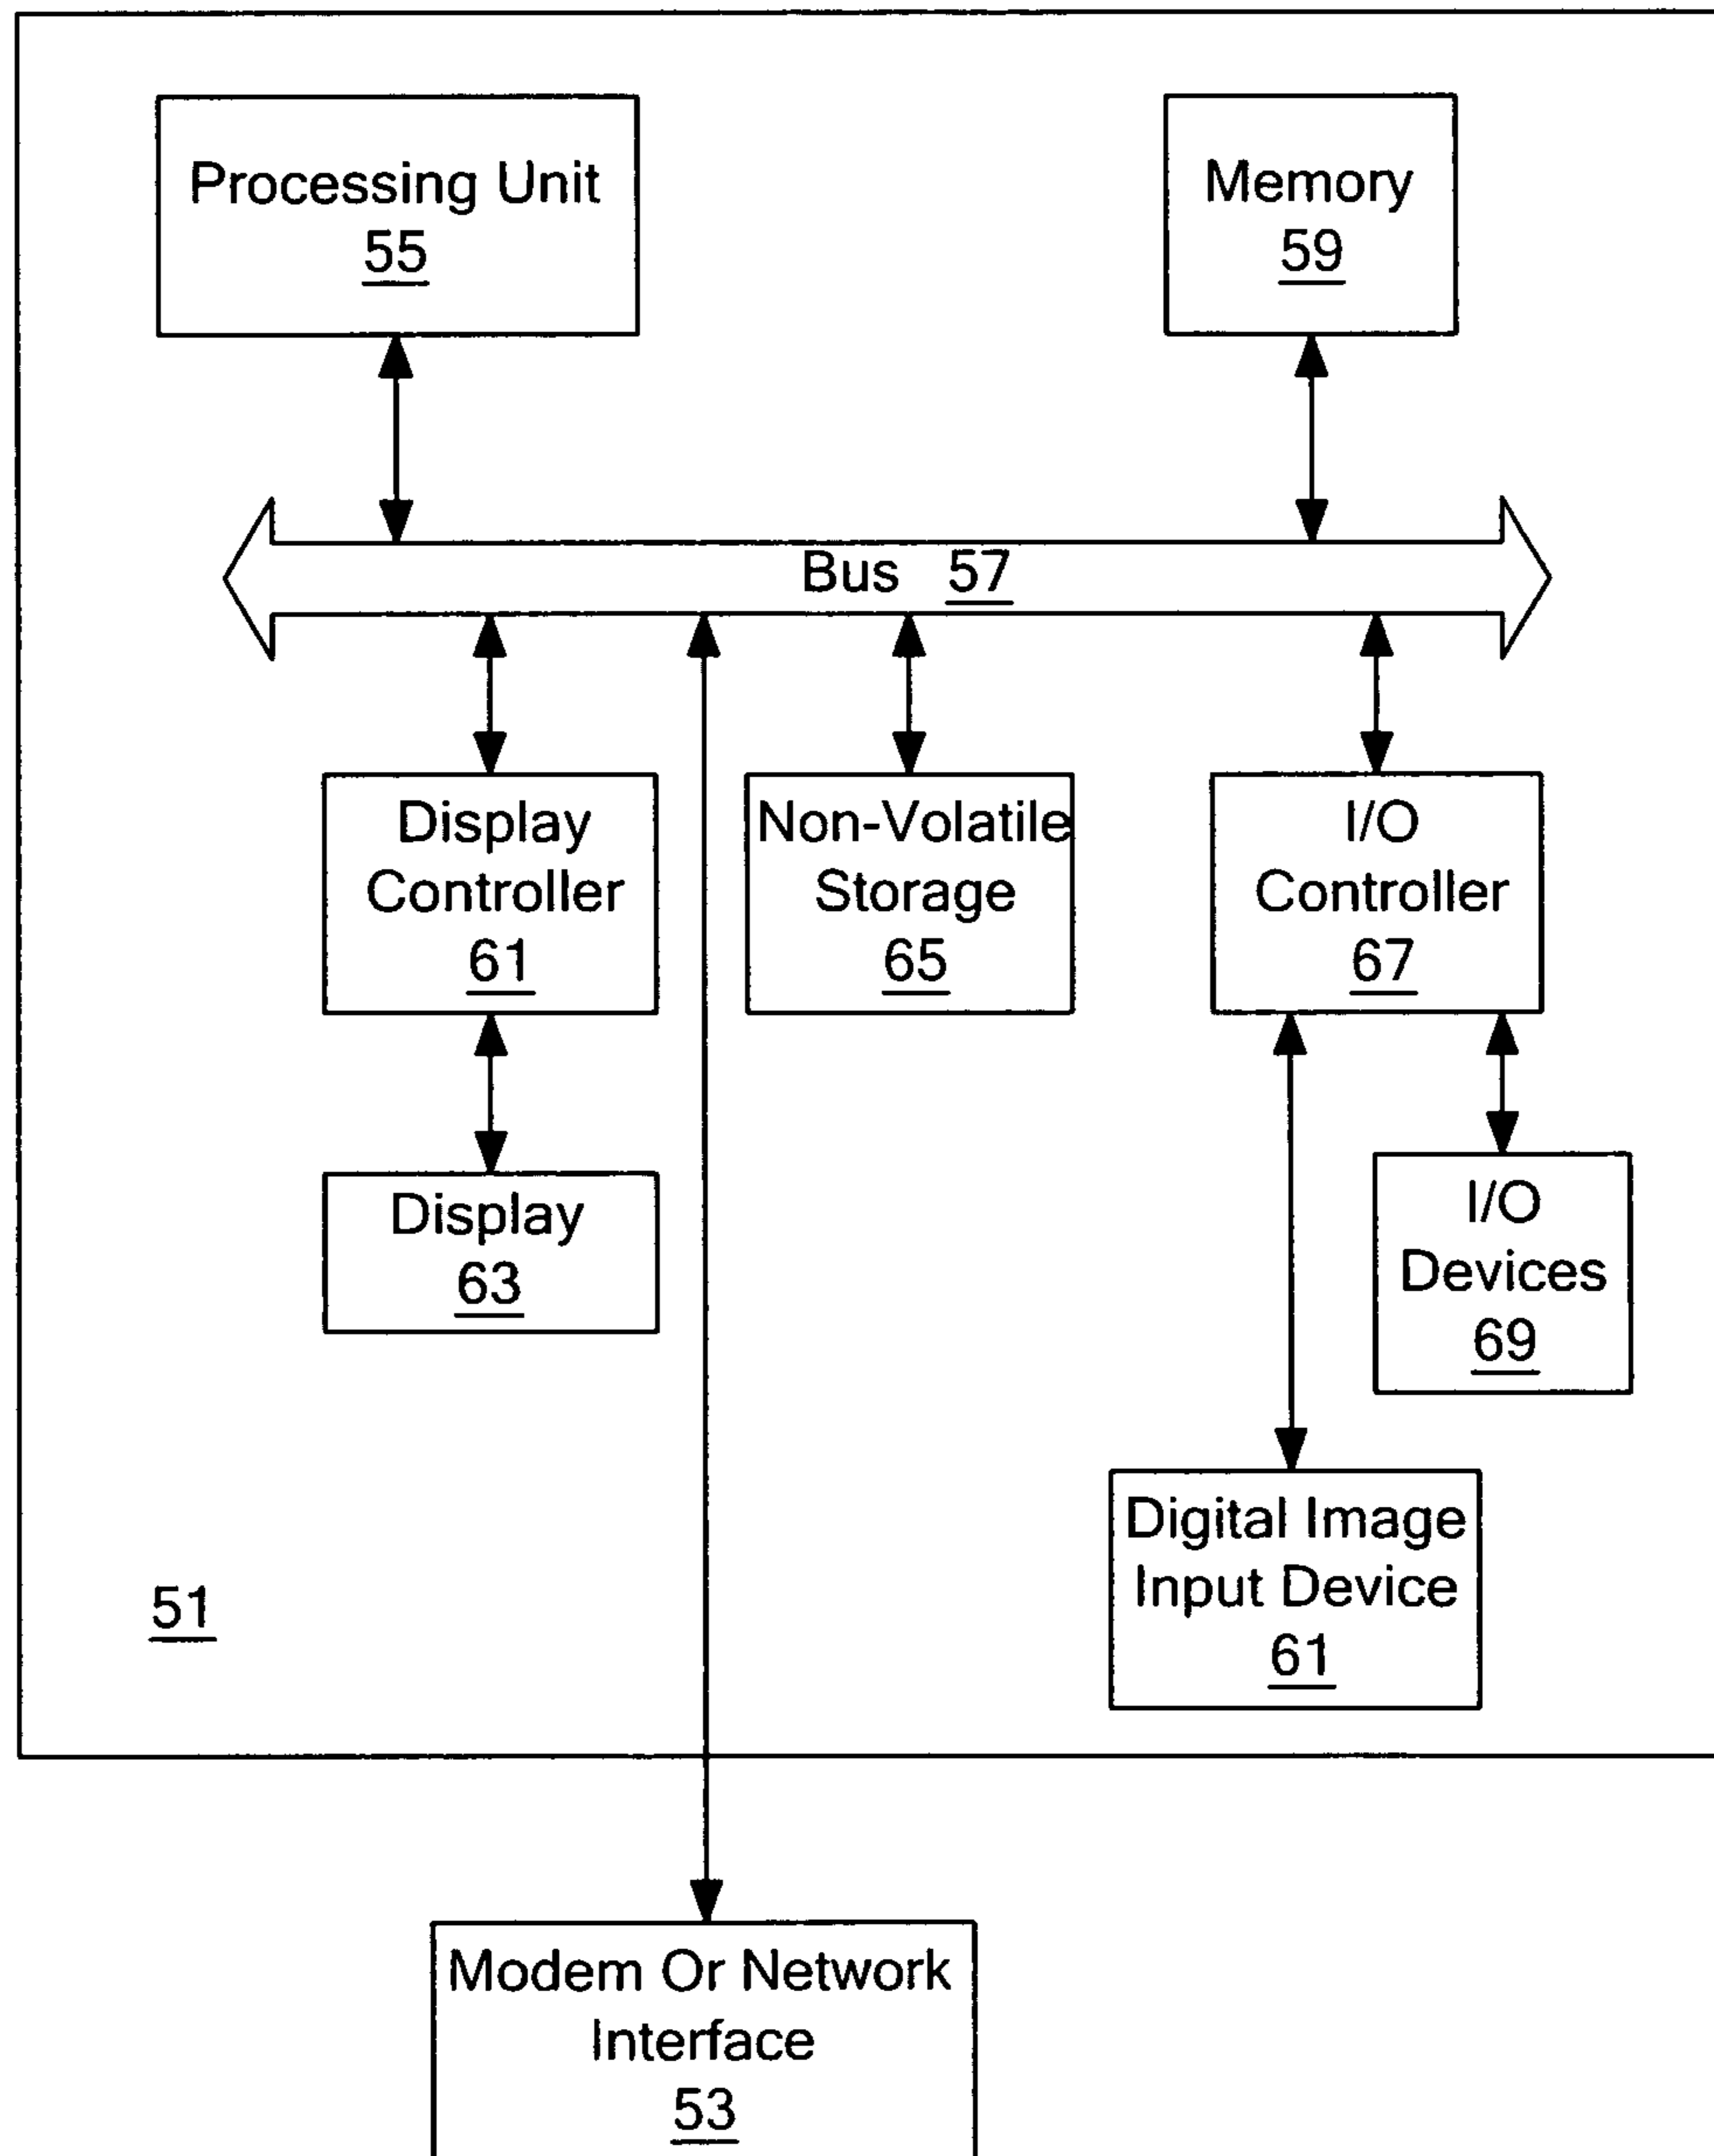 Processing Unit
55
Memory
59
Bus 57
Display
Controller
61
Non-Volatile
Storage
65
I/O
Controller
67
Display
63
I/O
Devices
69
Digital Image
Input Device
61
51
Modem Or Network
Interface
53